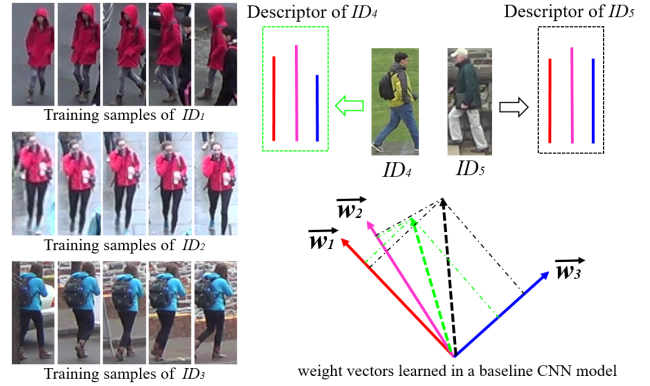 Descriptor of ID4
Descriptor of ID5
Training samples of ID1
ID4
ID5
Training samples of ID2
w1
w2
w3
Training samples of ID3
weight vectors learned in a baseline CNN model